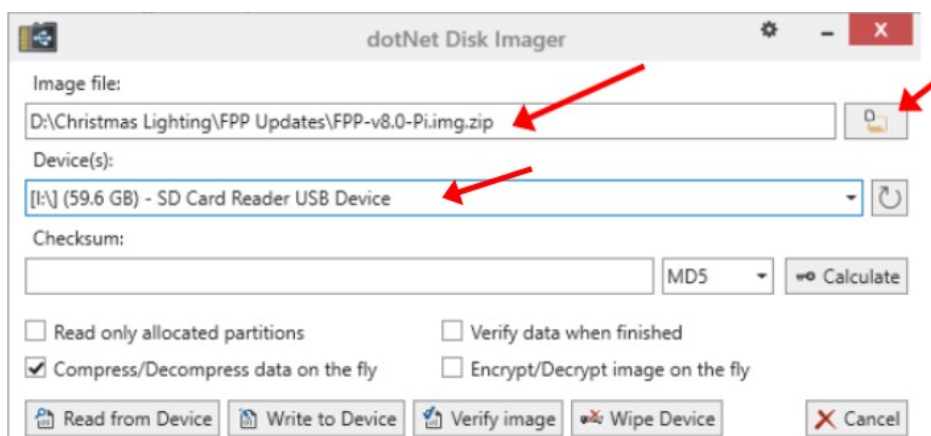 dotNet Disk Imager
Image file:
D:\Christmas Lighting\FPP Updates\FPP-v8.0-Pi.img.zip
Device(s):
[I:\] (59.6 GB) - SD Card Reader USB Device
Checksum:
MD5 Calculate
Read only allocated partitions Verify data when finished
Compress/Decompress data on the fly Encrypt/Decrypt image on the fly
Read from Device Write to Device Verify image Wipe Device Cancel